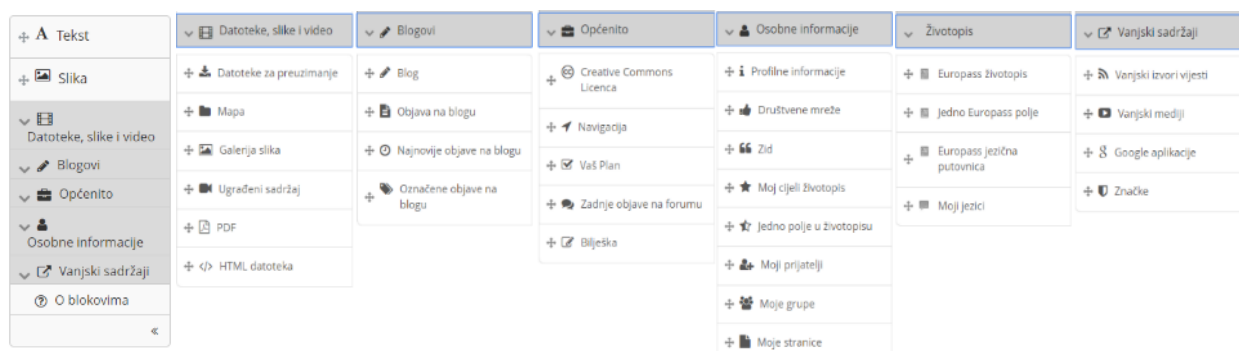 Tekst
Slika
Datoteke, slike i video
Blogovi
Općenito
Osobne informacije
Vanjski sadržaji
O blokovima
«
Datoteke, slike i video
Datoteke za preuzimanje
Mapa
Galerija slika
Ugrađeni sadržaj
PDF
</> HTML datoteka
Blogovi
Blog
Objava na blogu
Najnovije objave na blogu
Označene objave na
blogu
Općenito
Creative Commons
Licenca
Navigacija
Vaš Plan
Zadnje objave na forumu
Bilješka
Osobne informacije
Profilne informacije
Društvene mreže
Zid
Moj cijeli životopis
Jedno polje u životopisu
Moji prijatelji
Moje grupe
Moje stranice
Životopis
Europass životopis
Jedno Europass polje
Europass jezična
putovnica
Moji jezici
Vanjski sadržaji
Vanjski izvori vijesti
Vanjski mediji
Google aplikacije
Značke